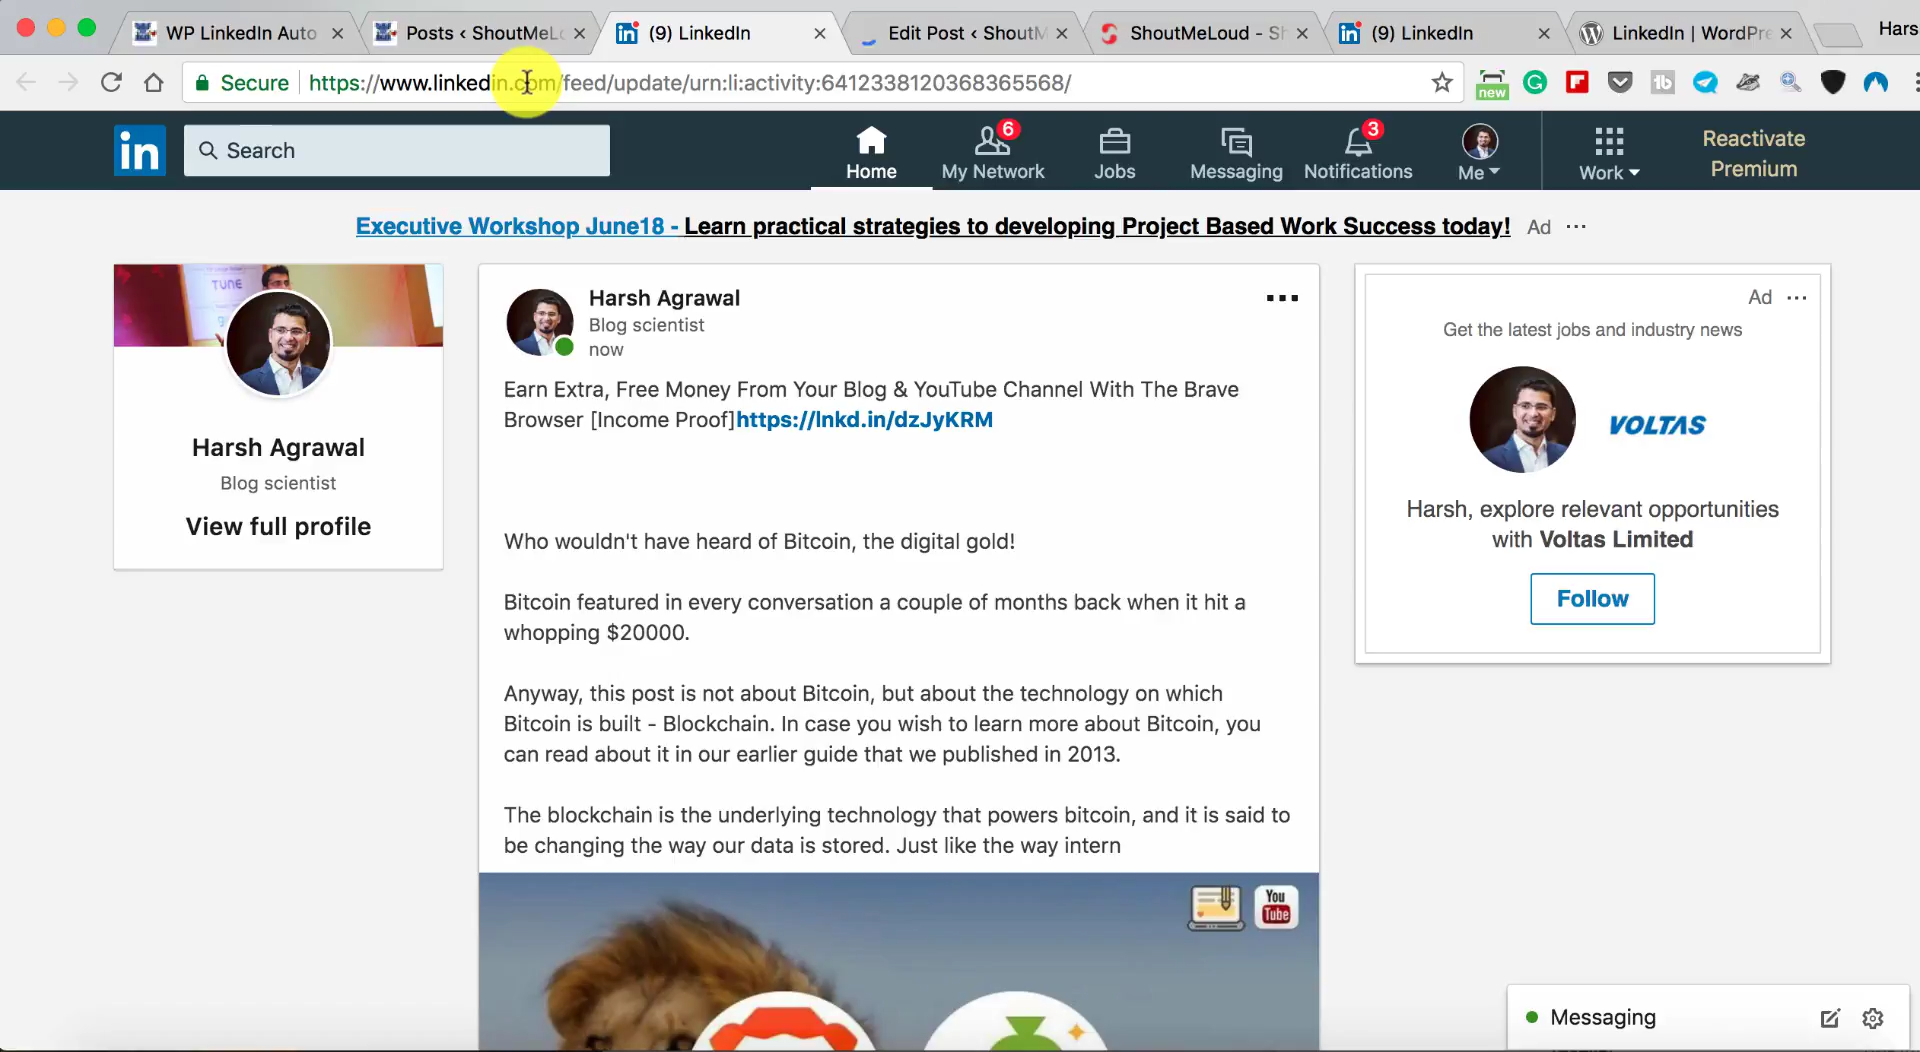 WP LinkedIn Auto
Posts ‹ ShoutMeLo
(9) LinkedIn
Edit Post ‹ ShoutM
ShoutMeLoud - Sh
(9) LinkedIn
LinkedIn | WordPre
Hars
Secure
https://www.linkedin.com/feed/update/urn:li:activity:6412338120368365568/
new
in
Search
Home
6
My Network
Jobs
Messaging
3
Notifications
Me
Work
Reactivate
Premium
Executive Workshop June18 - Learn practical strategies to developing Project Based Work Success today!
Ad
TUNE
Harsh Agrawal
Blog scientist
View full profile
Harsh Agrawal
Blog scientist
now
Earn Extra, Free Money From Your Blog & YouTube Channel With The Brave
Browser [Income Proof]https://lnkd.in/dzJyKRM
Who wouldn't have heard of Bitcoin, the digital gold!
Bitcoin featured in every conversation a couple of months back when it hit a
whopping $20000.
Anyway, this post is not about Bitcoin, but about the technology on which
Bitcoin is built - Blockchain. In case you wish to learn more about Bitcoin, you
can read about it in our earlier guide that we published in 2013.
The blockchain is the underlying technology that powers bitcoin, and it is said to
be changing the way our data is stored. Just like the way intern
You
Tube
Ad
Get the latest jobs and industry news
VOLTAS
Harsh, explore relevant opportunities
with Voltas Limited
Follow
Messaging